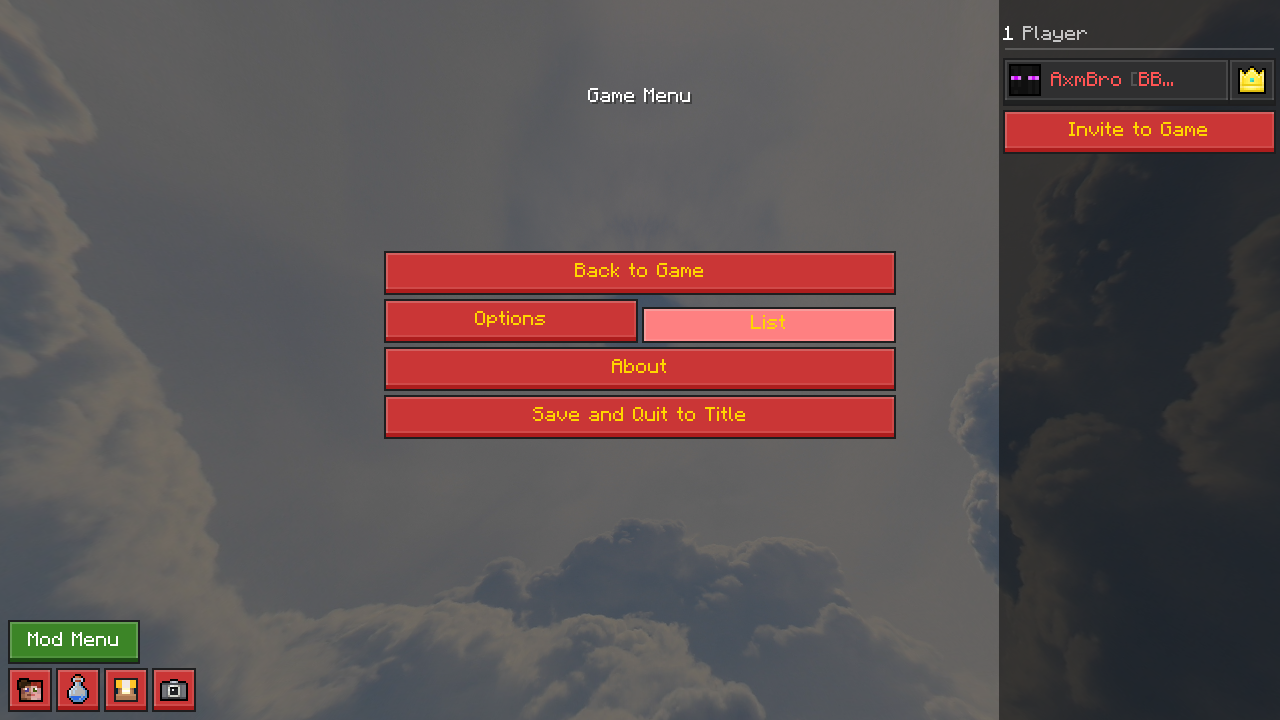 Game Menu
Back to Game
Options
List
About
Save and Quit to Title
Mod Menu
1 Player
AxmBro [BB...
Invite to Game